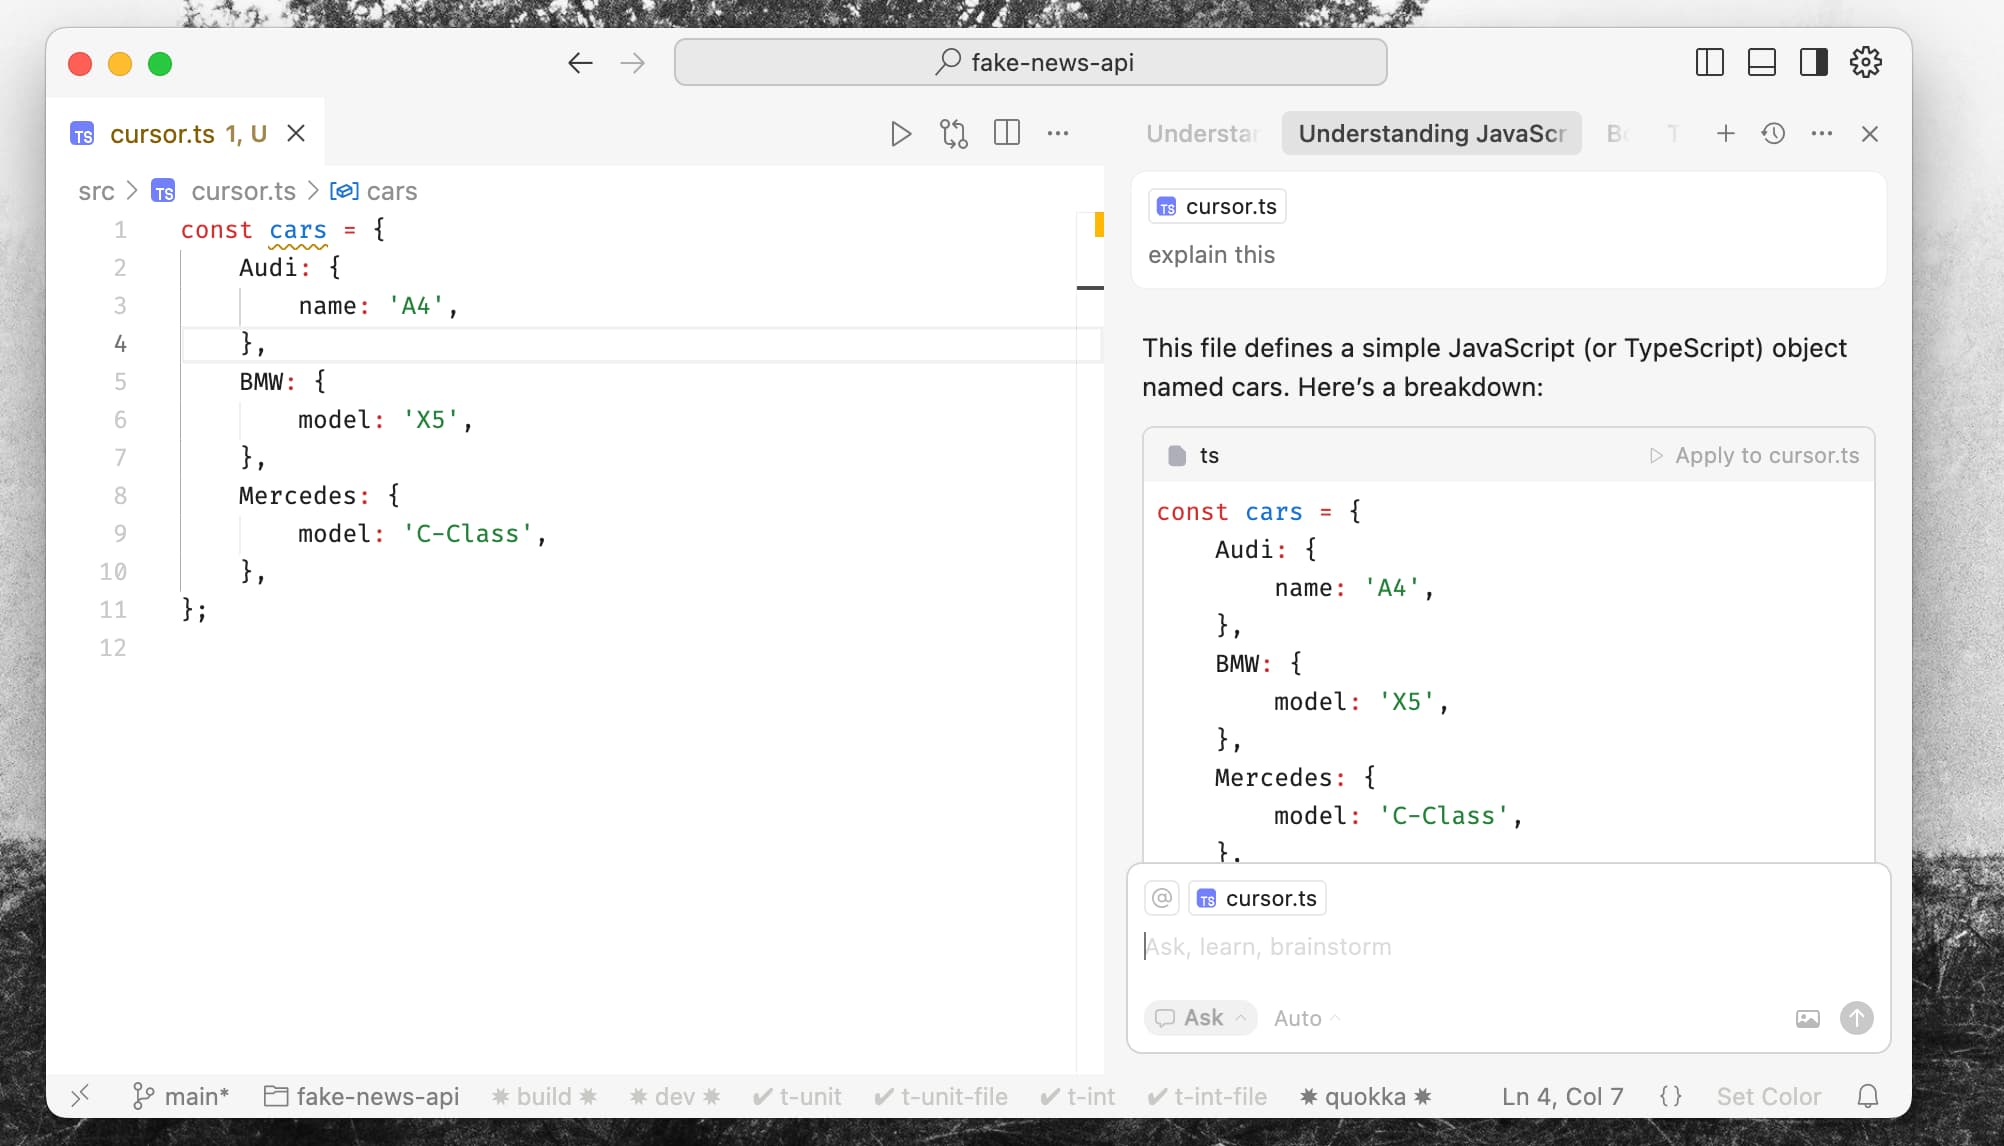 fake-news-api
TS cursor.ts 1, U
src > TS cursor.ts > cars
1 const cars = {
2 Audi: {
3 name: 'A4',
4 },
5 BMW: {
6 model: 'X5',
7 },
8 Mercedes: {
9 model: 'C-Class',
10 },
11 };
12
Understar Understanding JavaScr B T
TS cursor.ts
explain this
This file defines a simple JavaScript (or TypeScript) object
named cars. Here’s a breakdown:
ts Apply to cursor.ts
const cars = {
Audi: {
name: 'A4',
},
BMW: {
model: 'X5',
},
Mercedes: {
model: 'C-Class',
},
@ TS cursor.ts
Ask, learn, brainstorm
Ask Auto
main* fake-news-api build dev t-unit t-unit-file t-int t-int-file quokka Ln 4, Col 7 {} Set Color